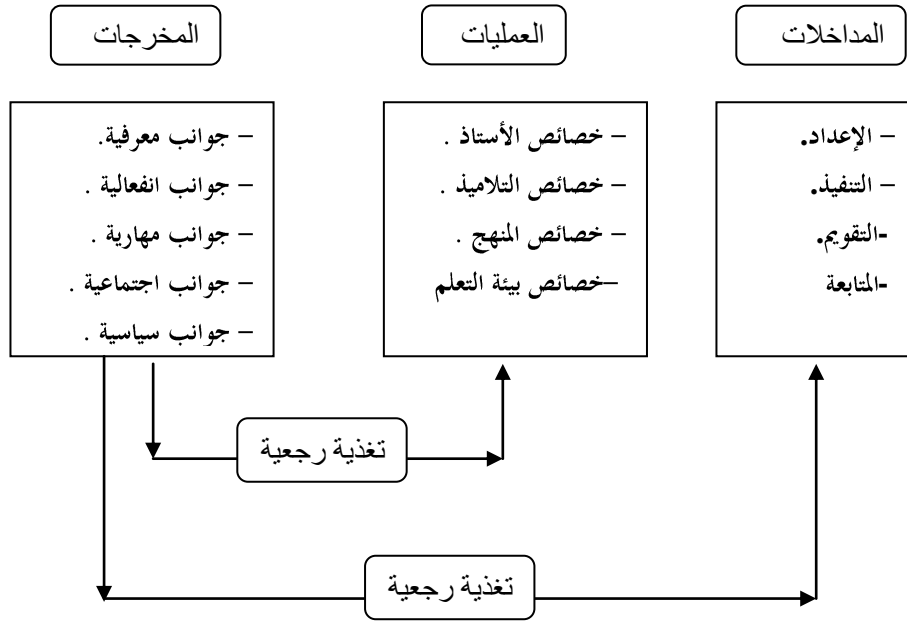 المداخلات
العمليات
المخرجات
– الإعداد.
– التنفيذ.
-التقويم.
-المتابعة
– خصائص الأستاذ .
– خصائص التلاميذ .
– خصائص المنهج .
–خصائص بيئة التعلم
– جوانب معرفية.
– جوانب انفعالية .
– جوانب مهارية .
– جوانب اجتماعية .
– جوانب سياسية .
تغذية رجعية
تغذية رجعية